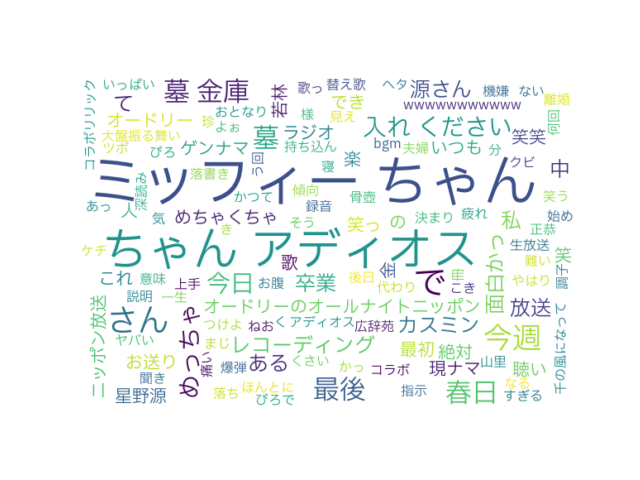 コラボリリック
いっぱい
墓 金庫
歌っ
替え歌
ヘタ
機嫌
ない
離婚
て
おとなり
若林
でき
源さん
wwwwwwwwwww
オードリー
珍
様
見え
よぉ
大盤振る舞い
墓
ラジオ
入れ ください
笑笑
何回
ツボ
ぴろ
ゲンナマ
持ち込ん
bgm
夫婦
いつも
分
クビ
中
深読み
落書き
う回
寝
楽
ミッフィー ちゃん
傾向
骨壺
笑う
あっ
人
かつて
録音
決まり
疲れ
始め
気
めちゃくちゃ
そう
笑っ
の
私
正恭
き
ちゃん アディオス
生放送
ケチ
これ
意味
上手
今日
お腹
歌
卒業
後日
代わり
金
で
こき
面白かっ
難い
笑
やはり
調子
ニッポン放送
説明
一生
さん
めっちゃ
オードリーのオールナイトニッポン
圭
放送
千の風になって
ヤバい
まじ
つけよ
ねお
く アディオス
広辞苑
カスミン
今週
お送り
痛い
レコーディング
最初
絶対
聴い
聞き
爆弾
ある
くさい
かっ
コラボ
現ナマ
山里
星野源
落ち
ほんとに
ぴろで
最後
指示
春日
なる
すぎる